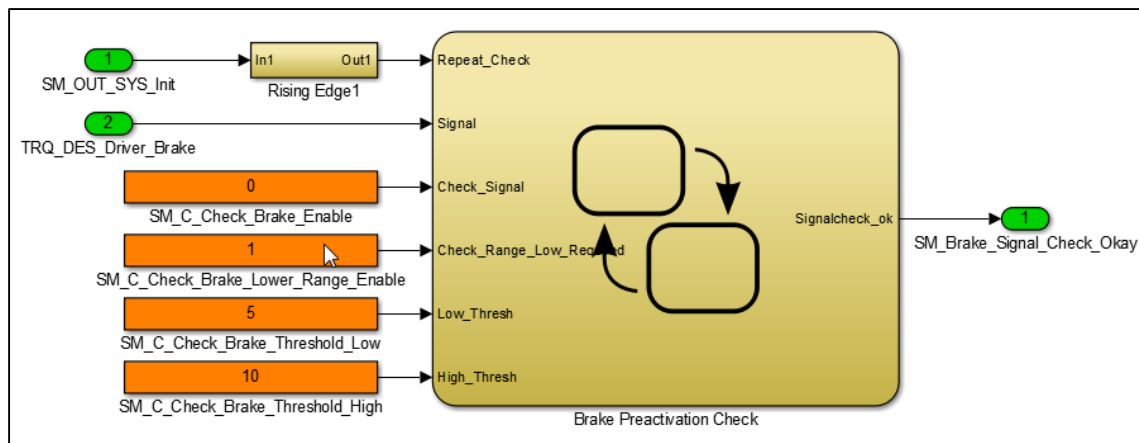 1
SM_OUT_SYS_Init
In1
Out1
Rising Edge1
Repeat_Check
2
TRQ_DES_Driver_Brake
Signal
0
SM_C_Check_Brake_Enable
Check_Signal
1
SM_C_Check_Brake_Lower_Range_Enable
Check_Range_Low_Required
5
SM_C_Check_Brake_Threshold_Low
Low_Thresh
10
SM_C_Check_Brake_Threshold_High
High_Thresh
Signalcheck_ok
1
SM_Brake_Signal_Check_Okay
Brake Preactivation Check